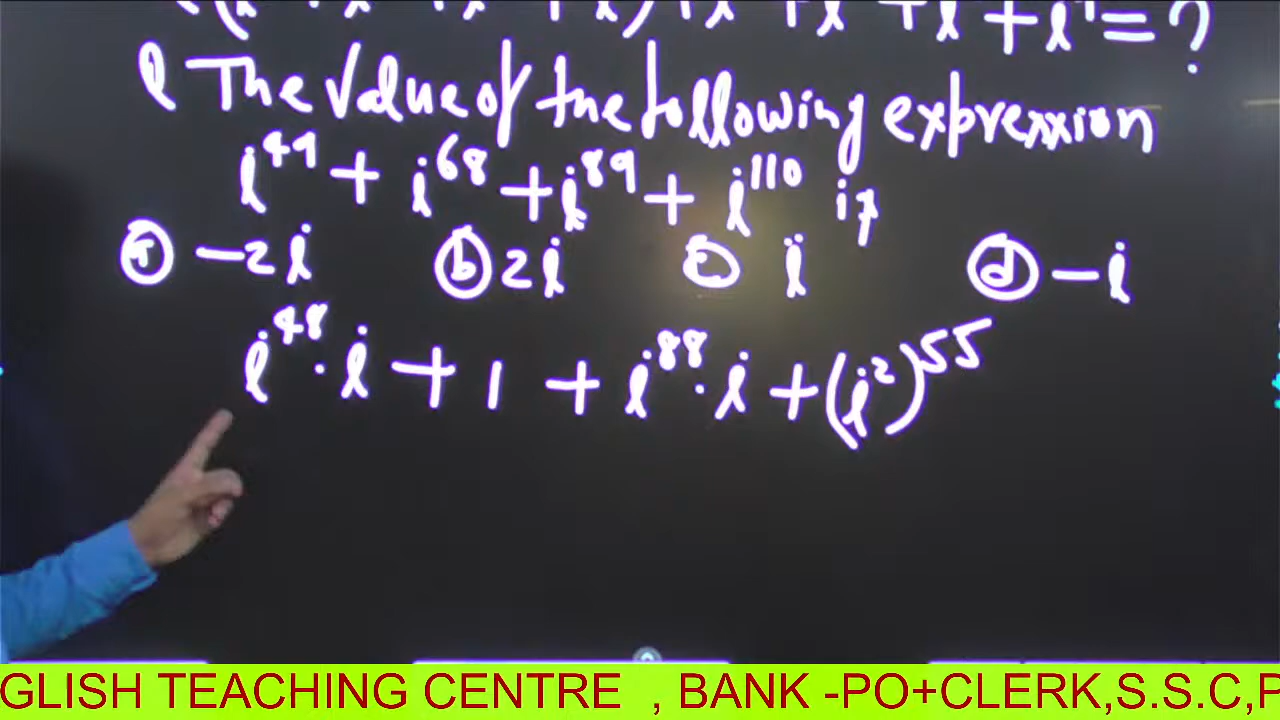 + i = ?
Q The Value of the following expression
i^49 + i^68 + i^89 + i^110 is
ⓐ -2i ⓑ 2i ⓒ i ⓓ -i
i^48 · i + 1 + i^88 · i + (i^2)^55
GLISH TEACHING CENTRE , BANK -PO+CLERK,S.S.C,P